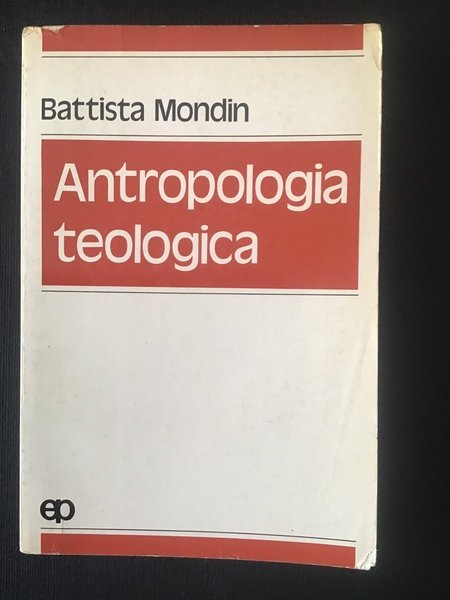 Battista Mondin
Antropologia
teologica
ep